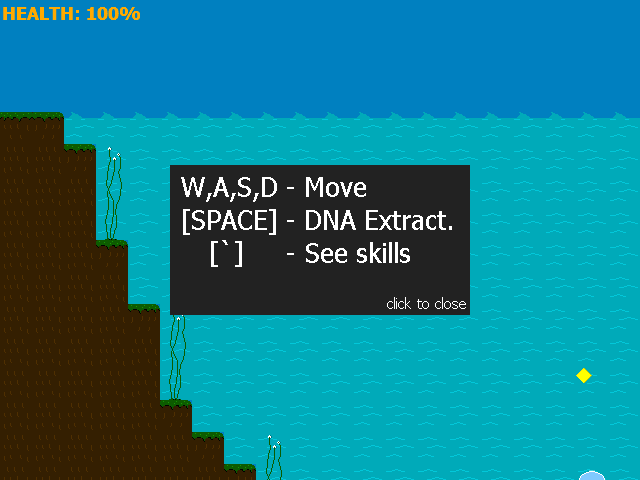 HEALTH: 100%
W,A,S,D - Move
[SPACE] - DNA Extract.
[`] - See skills
click to close